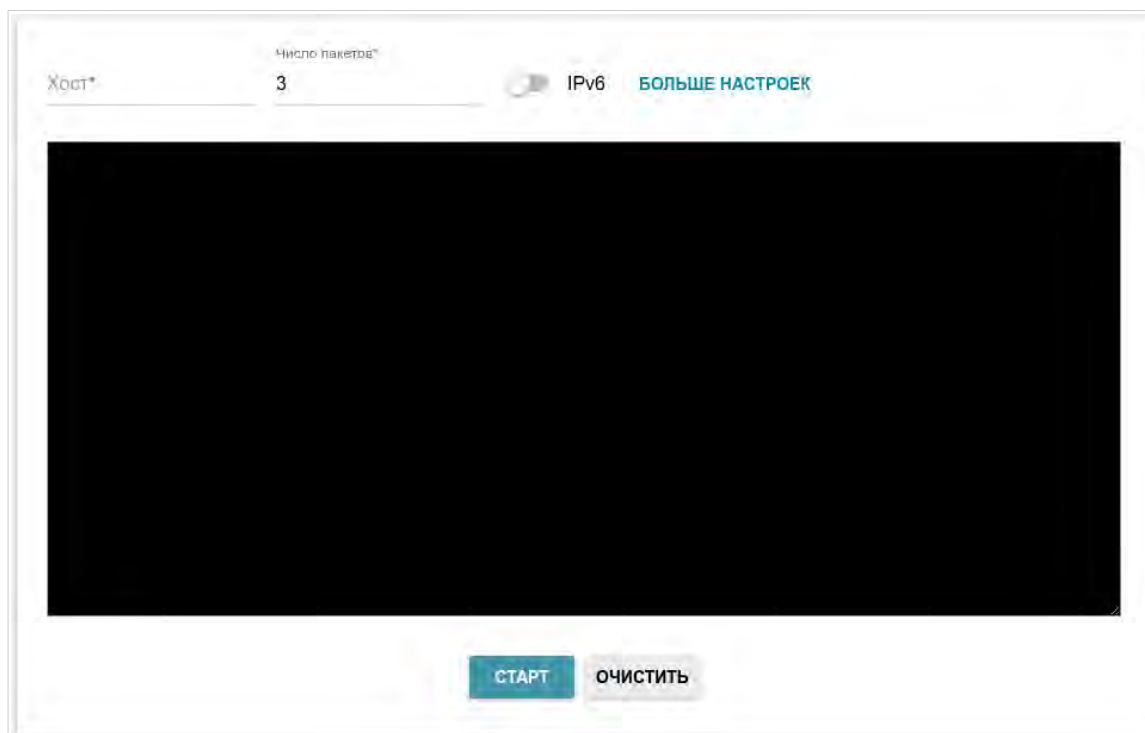 Число пакетов*
Хост*
3
IPv6
БОЛЬШЕ НАСТРОЕК
СТАРТ
ОЧИСТИТЬ